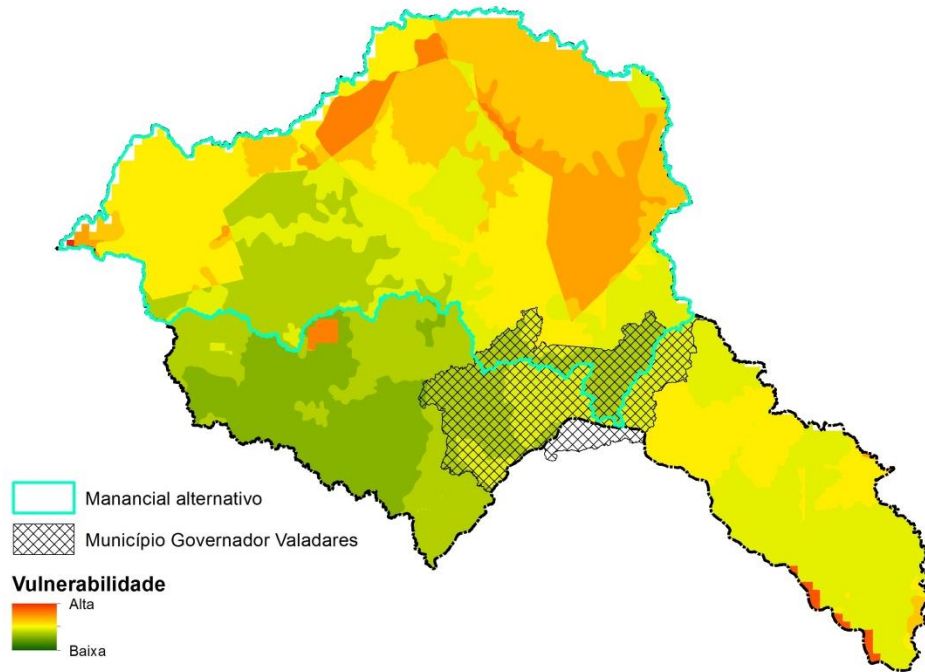 Manancial alternativo
Município Governador Valadares
Vulnerabilidade
Alta
Baixa